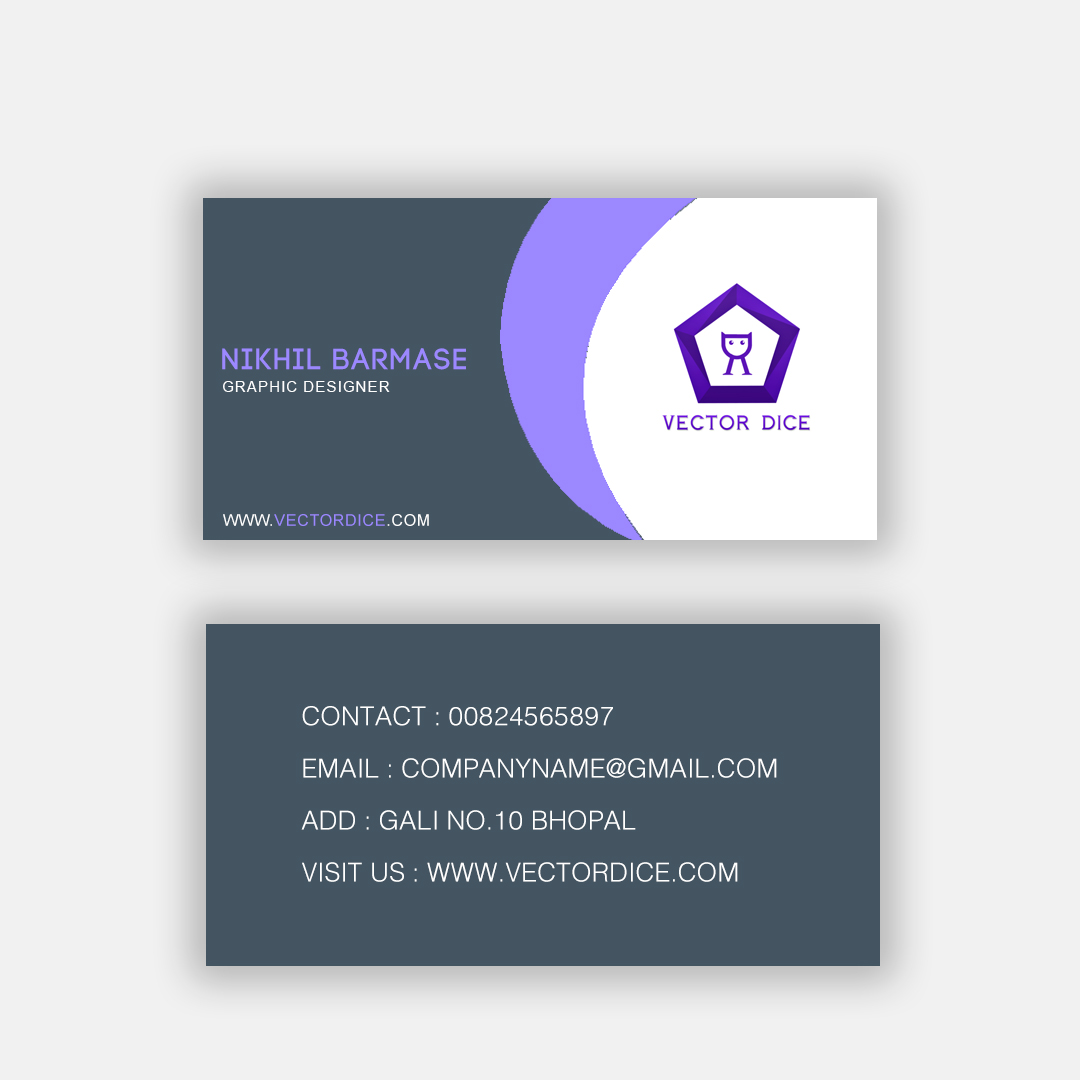 NIKHIL BARMASE
GRAPHIC DESIGNER
WWW.VECTORDICE.COM
VECTOR DICE
CONTACT : 00824565897
EMAIL : COMPANYNAME@GMAIL.COM
ADD : GALI NO.10 BHOPAL
VISIT US : WWW.VECTORDICE.COM